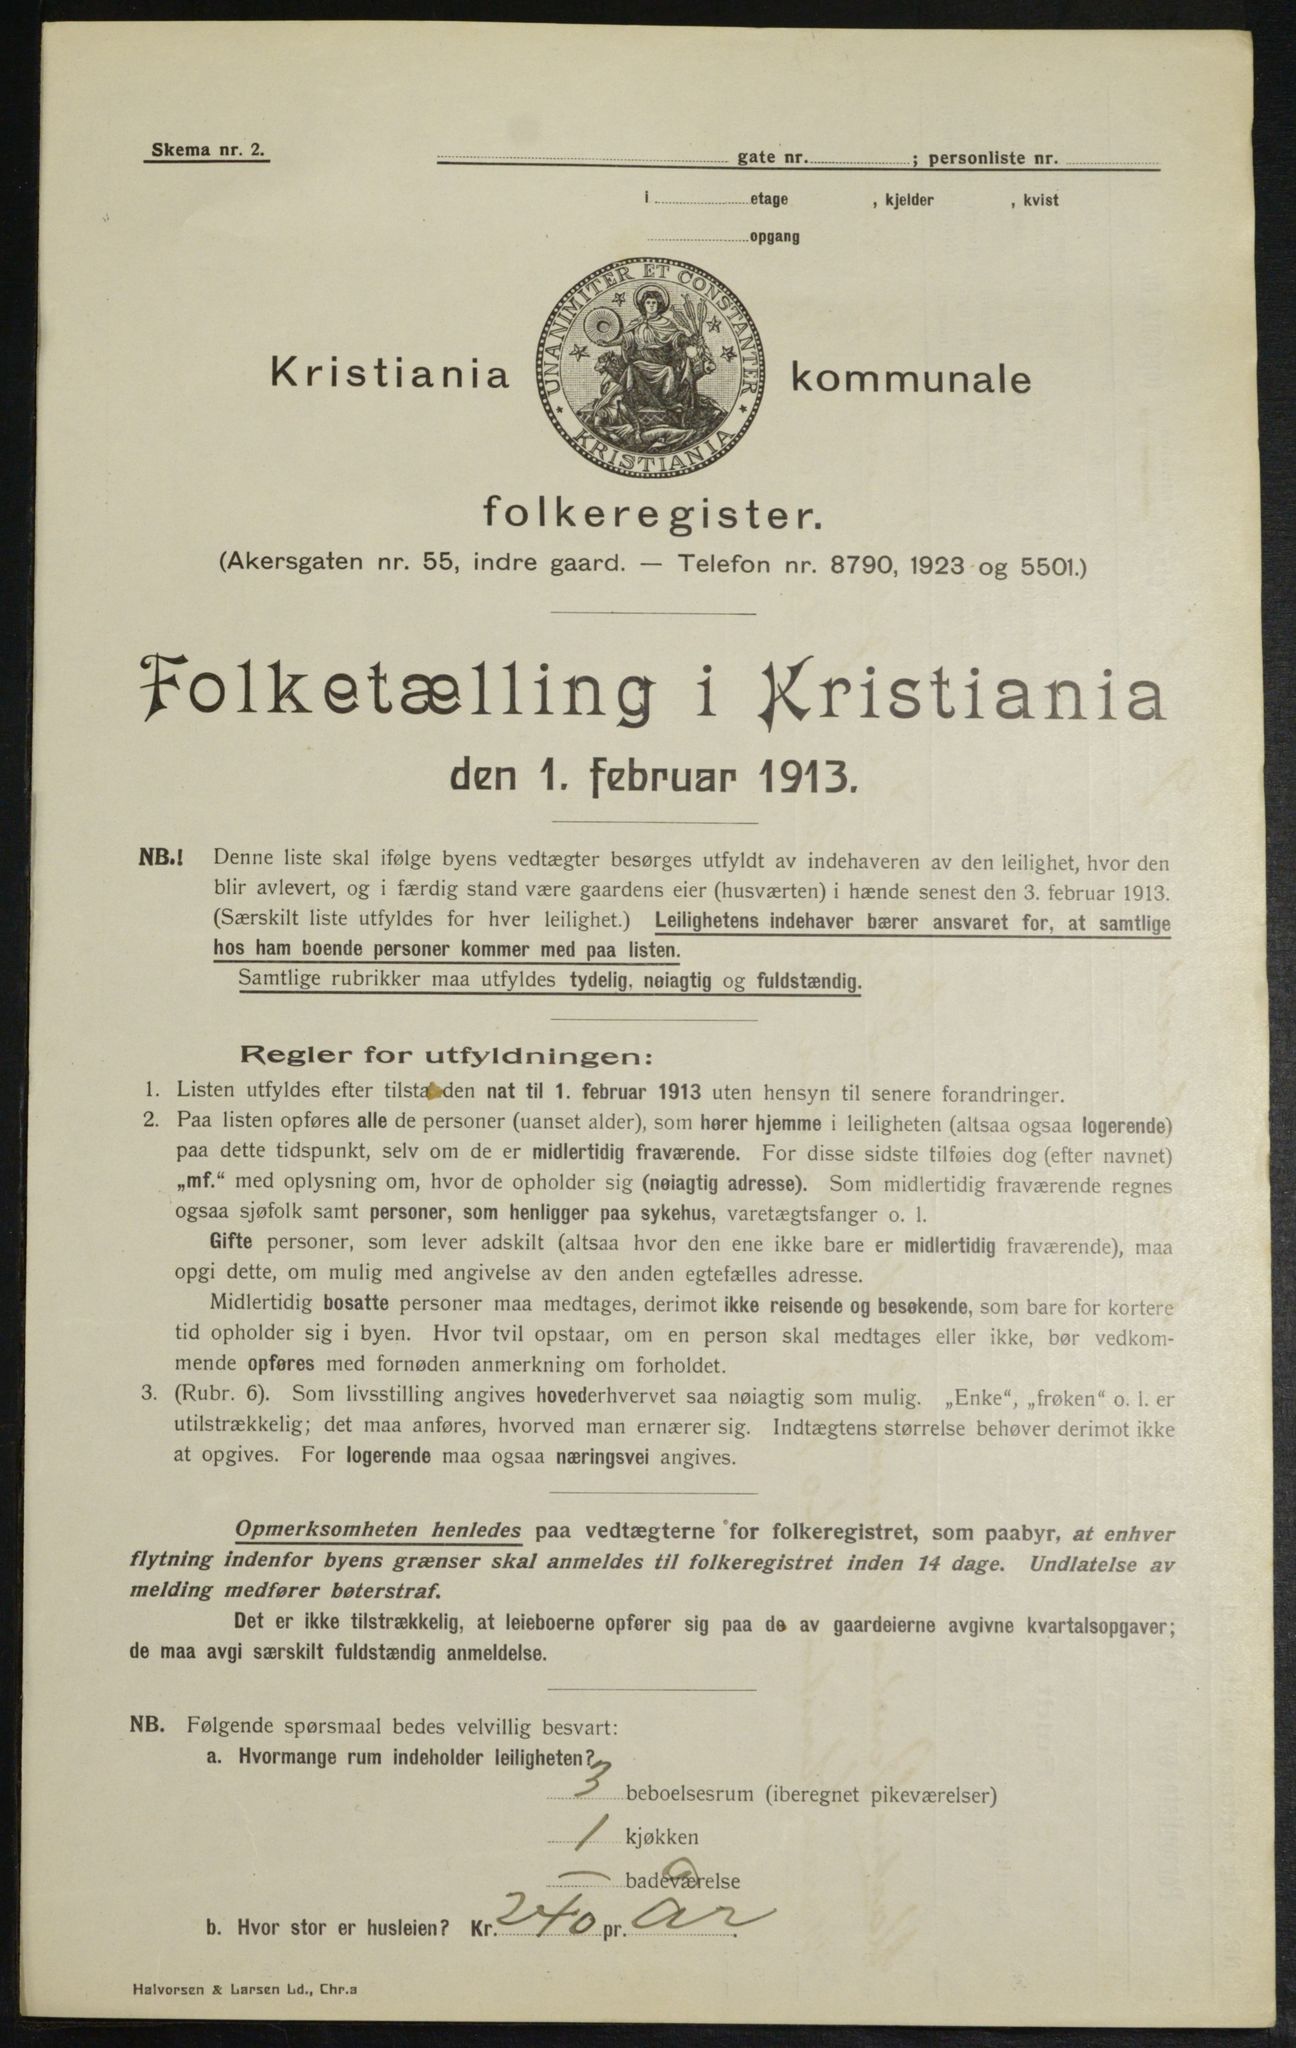 Skema nr. 2.
gate nr. ; personliste nr.
i etage , kjelder , kvist
opgang
UNANIMITER ET CONSTANTER
KRISTIANIA
Kristiania kommunale
folkeregister.
(Akersgaten nr. 55, indre gaard. — Telefon nr. 8790, 1923 og 5501.)
Folketælling i Kristiania
den 1. februar 1913.
NB.! Denne liste skal ifølge byens vedtægter besørges utfyldt av indehaveren av den leilighet, hvor den
blir avlevert, og i færdig stand være gaardens eier (husværten) i hænde senest den 3. februar 1913.
(Særskilt liste utfyldes for hver leilighet.) Leilighetens indehaver bærer ansvaret for, at samtlige
hos ham boende personer kommer med paa listen.
Samtlige rubrikker maa utfyldes tydelig, nøiagtig og fuldstændig.
Regler for utfyldningen:
1. Listen utfyldes efter tilstanden nat til 1. februar 1913 uten hensyn til senere forandringer.
2. Paa listen opføres alle de personer (uanset alder), som hører hjemme i leiligheten (altsaa ogsaa logerende)
paa dette tidspunkt, selv om de er midlertidig fraværende. For disse sidste tilføies dog (efter navnet)
„mf.“ med oplysning om, hvor de opholder sig (nøiagtig adresse). Som midlertidig fraværende regnes
ogsaa sjøfolk samt personer, som henligger paa sykehus, varetægtsfanger o. l.
Gifte personer, som lever adskilt (altsaa hvor den ene ikke bare er midlertidig fraværende), maa
opgi dette, om mulig med angivelse av den anden egtefælles adresse.
Midlertidig bosatte personer maa medtages, derimot ikke reisende og besøkende, som bare for kortere
tid opholder sig i byen. Hvor tvil opstaar, om en person skal medtages eller ikke, bør vedkom-
mende opføres med fornøden anmerkning om forholdet.
3. (Rubr. 6). Som livsstilling angives hovederhvervet saa nøiagtig som mulig. „Enke“, „frøken“ o. l. er
utilstrækkelig; det maa anføres, hvorved man ernærer sig. Indtægtens størrelse behøver derimot ikke
at opgives. For logerende maa ogsaa næringsvei angives.
Opmerksomheten henledes paa vedtægterne for folkeregistret, som paabyr, at enhver
flytning indenfor byens grænser skal anmeldes til folkeregistret inden 14 dage. Undlatelse av
melding medfører bøterstraf.
Det er ikke tilstrækkelig, at leieboerne opfører sig paa de av gaardeierne avgivne kvartalsopgaver;
de maa avgi særskilt fuldstændig anmeldelse.
NB. Følgende spørsmaal bedes velvillig besvart:
a. Hvormange rum indeholder leiligheten?
3 beboelsesrum (iberegnet pikeværelser)
1 kjøkken
— badeværelse
b. Hvor stor er husleien? Kr. 240 pr. År.
Halvorsen & Larsen Ld., Chr.a